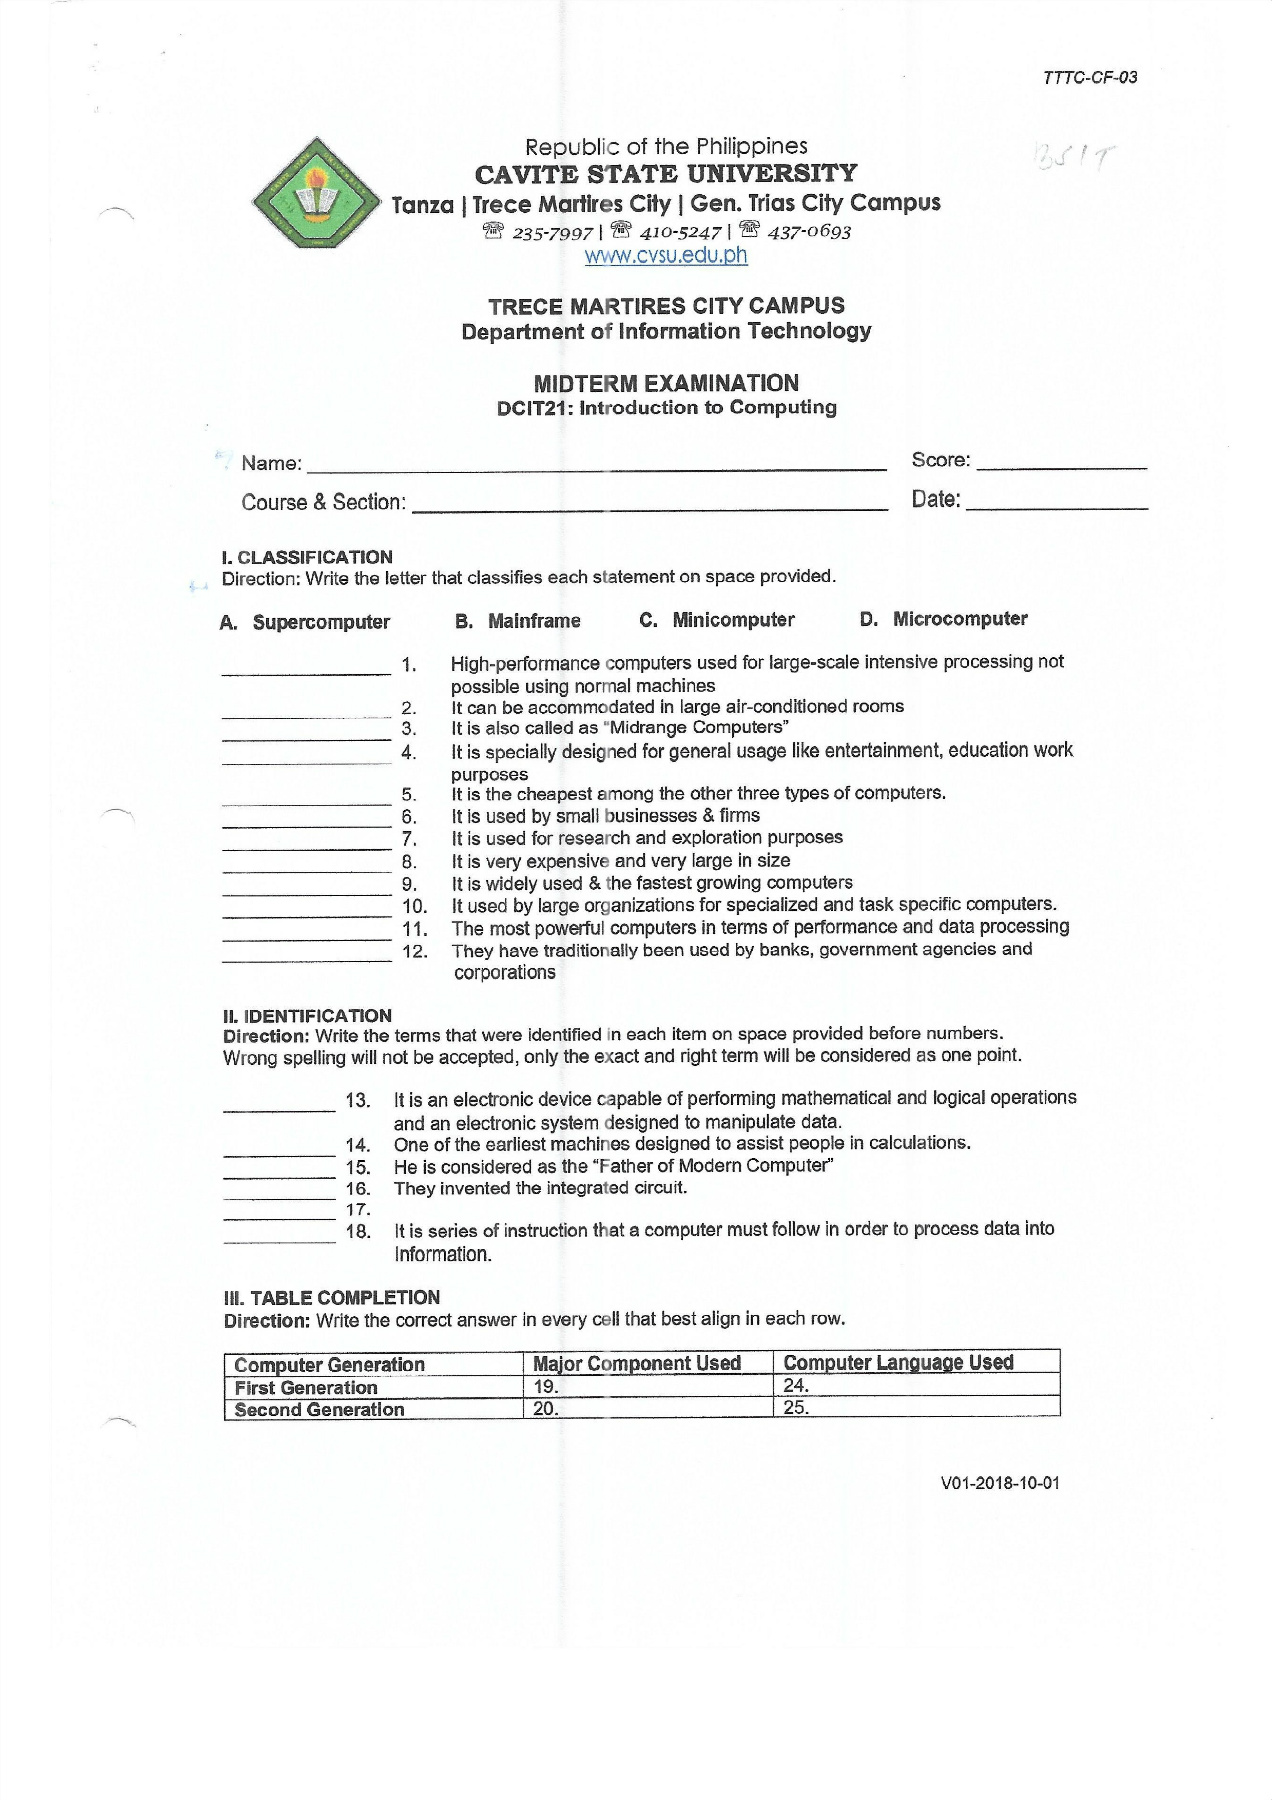 TTTC-CF-03
BSIT
Republic of the Philippines
CAVITE STATE UNIVERSITY
Tanza | Trece Martires City | Gen. Trias City Campus
☏ 235-7997 | ☏ 410-5247 | ☏ 437-0693
www.cvsu.edu.ph
TRECE MARTIRES CITY CAMPUS
Department of Information Technology
MIDTERM EXAMINATION
DCIT21: Introduction to Computing
Name: ____________________ Score: __________
Course & Section: ____________________ Date: __________
I. CLASSIFICATION
Direction: Write the letter that classifies each statement on space provided.
A. Supercomputer B. Mainframe C. Minicomputer D. Microcomputer
__________ 1. High-performance computers used for large-scale intensive processing not
possible using normal machines
__________ 2. It can be accommodated in large air-conditioned rooms
__________ 3. It is also called as "Midrange Computers"
__________ 4. It is specially designed for general usage like entertainment, education work
purposes
__________ 5. It is the cheapest among the other three types of computers.
__________ 6. It is used by small businesses & firms
__________ 7. It is used for research and exploration purposes
__________ 8. It is very expensive and very large in size
__________ 9. It is widely used & the fastest growing computers
__________ 10. It used by large organizations for specialized and task specific computers.
__________ 11. The most powerful computers in terms of performance and data processing
__________ 12. They have traditionally been used by banks, government agencies and
corporations
II. IDENTIFICATION
Direction: Write the terms that were identified in each item on space provided before numbers.
Wrong spelling will not be accepted, only the exact and right term will be considered as one point.
__________ 13. It is an electronic device capable of performing mathematical and logical operations
and an electronic system designed to manipulate data.
__________ 14. One of the earliest machines designed to assist people in calculations.
__________ 15. He is considered as the "Father of Modern Computer"
__________ 16. They invented the integrated circuit.
__________ 17.
__________ 18. It is series of instruction that a computer must follow in order to process data into
Information.
III. TABLE COMPLETION
Direction: Write the correct answer in every cell that best align in each row.
Computer Generation Major Component Used Computer Language Used
First Generation 19. 24.
Second Generation 20. 25.
V01-2018-10-01